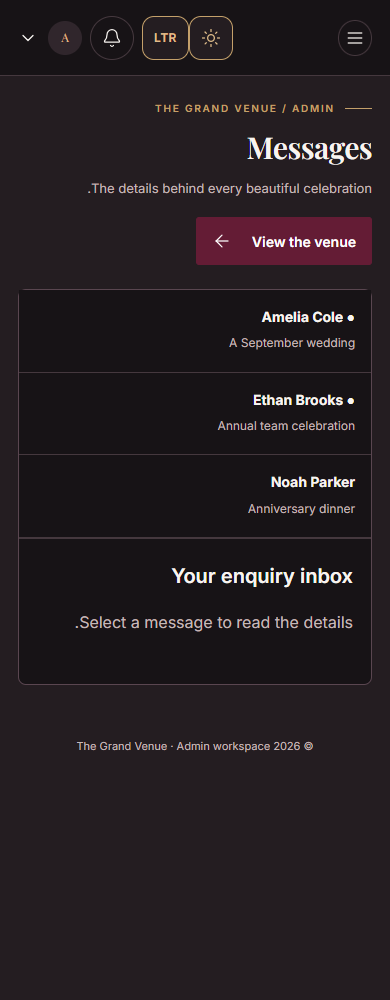 A
LTR
THE GRAND VENUE / ADMIN
Messages
.The details behind every beautiful celebration
View the venue
Amelia Cole ●
A September wedding
Ethan Brooks ●
Annual team celebration
Noah Parker
Anniversary dinner
Your enquiry inbox
.Select a message to read the details
The Grand Venue · Admin workspace 2026 ©